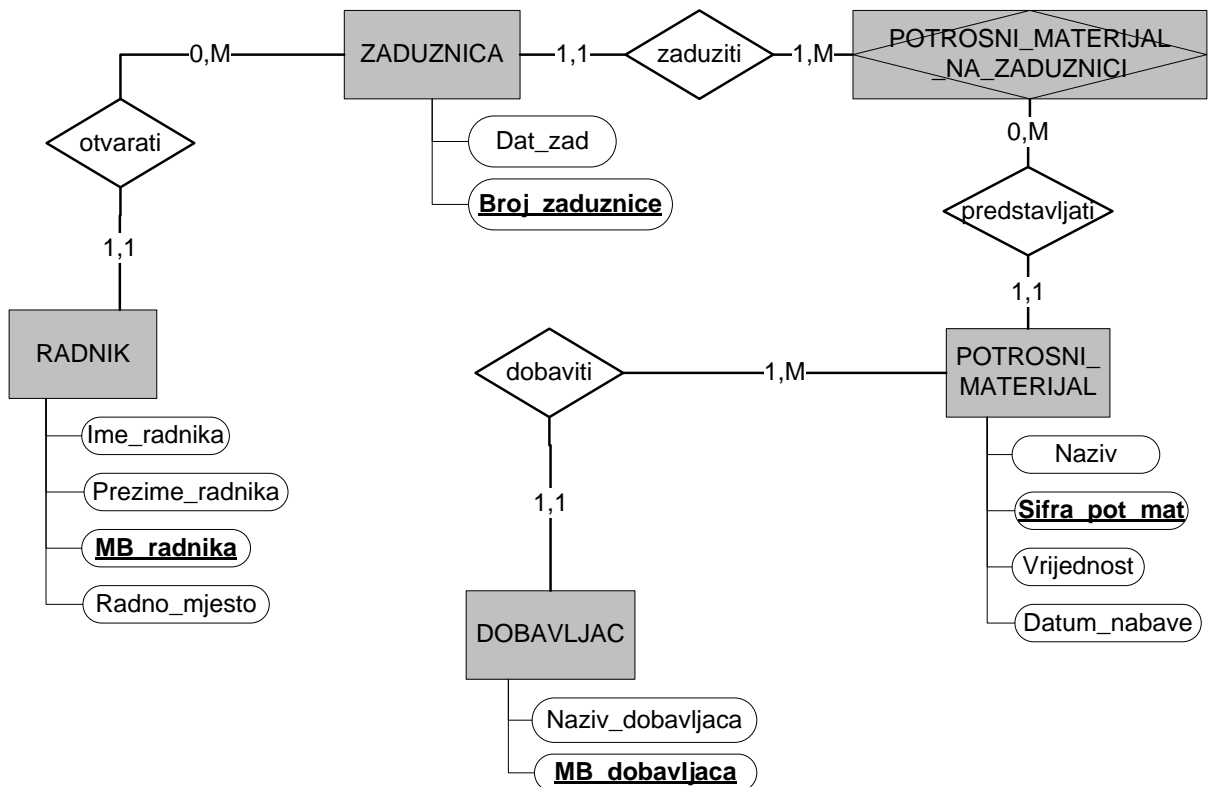 0,M
ZADUZNICA
1,1
zaduziti
1,M
POTROSNI_MATERIJAL
_NA_ZADUZNICI
otvarati
Dat_zad
Broj_zaduznice
0,M
predstavljati
1,1
1,1
RADNIK
Ime_radnika
Prezime_radnika
MB_radnika
Radno_mjesto
dobaviti
1,M
POTROSNI_
MATERIJAL
Naziv
Sifra_pot_mat
Vrijednost
Datum_nabave
1,1
DOBAVLJAC
Naziv_dobavljaca
MB_dobavljaca